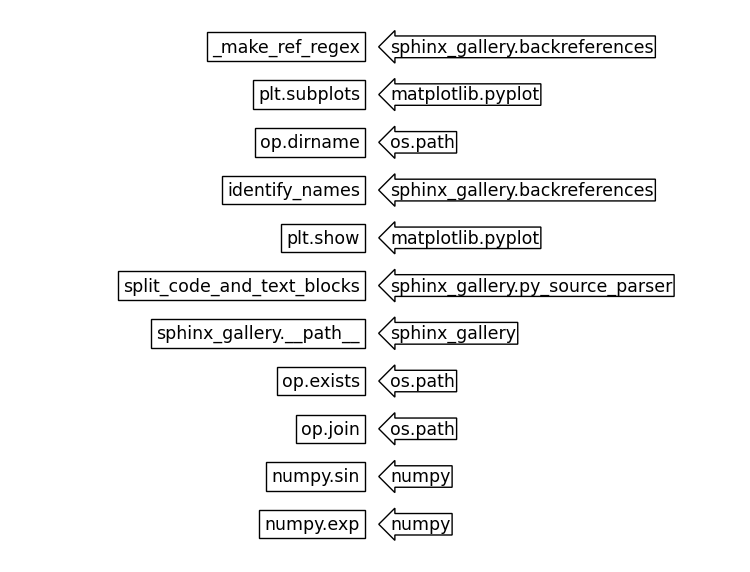 _make_ref_regex sphinx_gallery.backreferences
plt.subplots matplotlib.pyplot
op.dirname os.path
identify_names sphinx_gallery.backreferences
plt.show matplotlib.pyplot
split_code_and_text_blocks sphinx_gallery.py_source_parser
sphinx_gallery.__path__ sphinx_gallery
op.exists os.path
op.join os.path
numpy.sin numpy
numpy.exp numpy